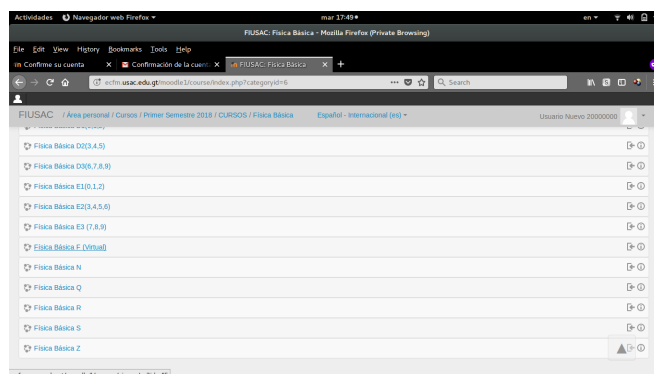 Actividades Navegador web Firefox mar 17:49 en
FIUSAC: Física Básica - Mozilla Firefox (Private Browsing)
File Edit View History Bookmarks Tools Help
Confirme su cuenta × Confirmación de la cuenta × FIUSAC: Física Básica × +
ecfm.usac.edu.gt/moodle1/course/index.php?categoryid=6 Search
FIUSAC / Área personal / Cursos / Primer Semestre 2018 / CURSOS / Física Básica Español - Internacional (es) Usuario Nuevo 20000000
Física Básica D2(3,4,5)
Física Básica D3(6,7,8,9)
Física Básica E1(0,1,2)
Física Básica E2(3,4,5,6)
Física Básica E3 (7,8,9)
Física Básica F (Virtual)
Física Básica N
Física Básica Q
Física Básica R
Física Básica S
Física Básica Z